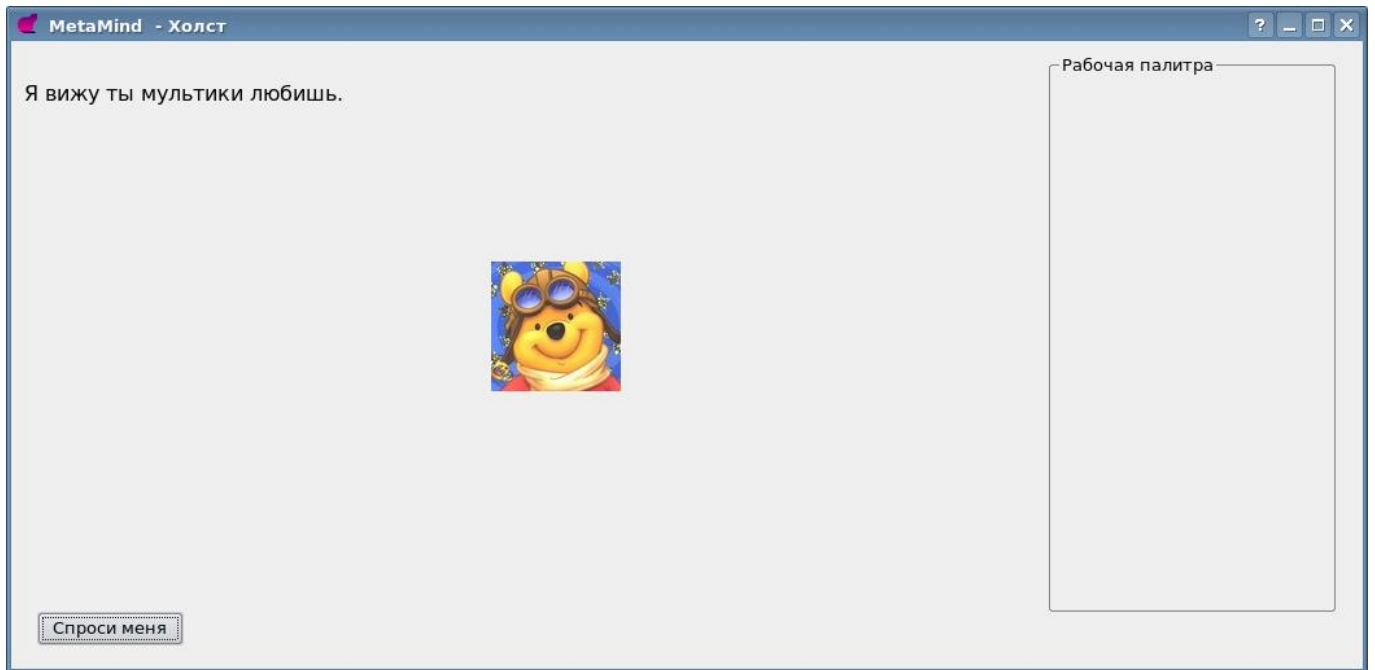 MetaMind - Холст
Рабочая палитра
Я вижу ты мультики любишь.
Спроси меня